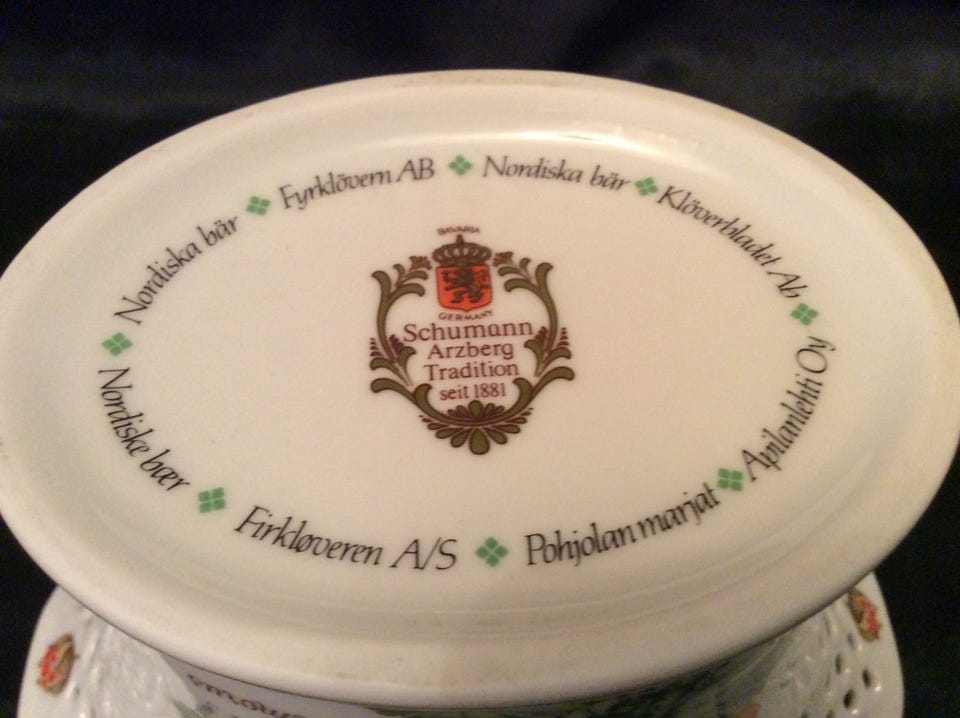 Nordiska bär
Fyrklövern AB
Nordiska bär
Klöverbladet Ab
Apilanlehti Oy
Pohjolan marjat
Firkløveren A/S
Nordiske bær
BAVARIA
GERMANY
Schumann
Arzberg
Tradition
seit 1881